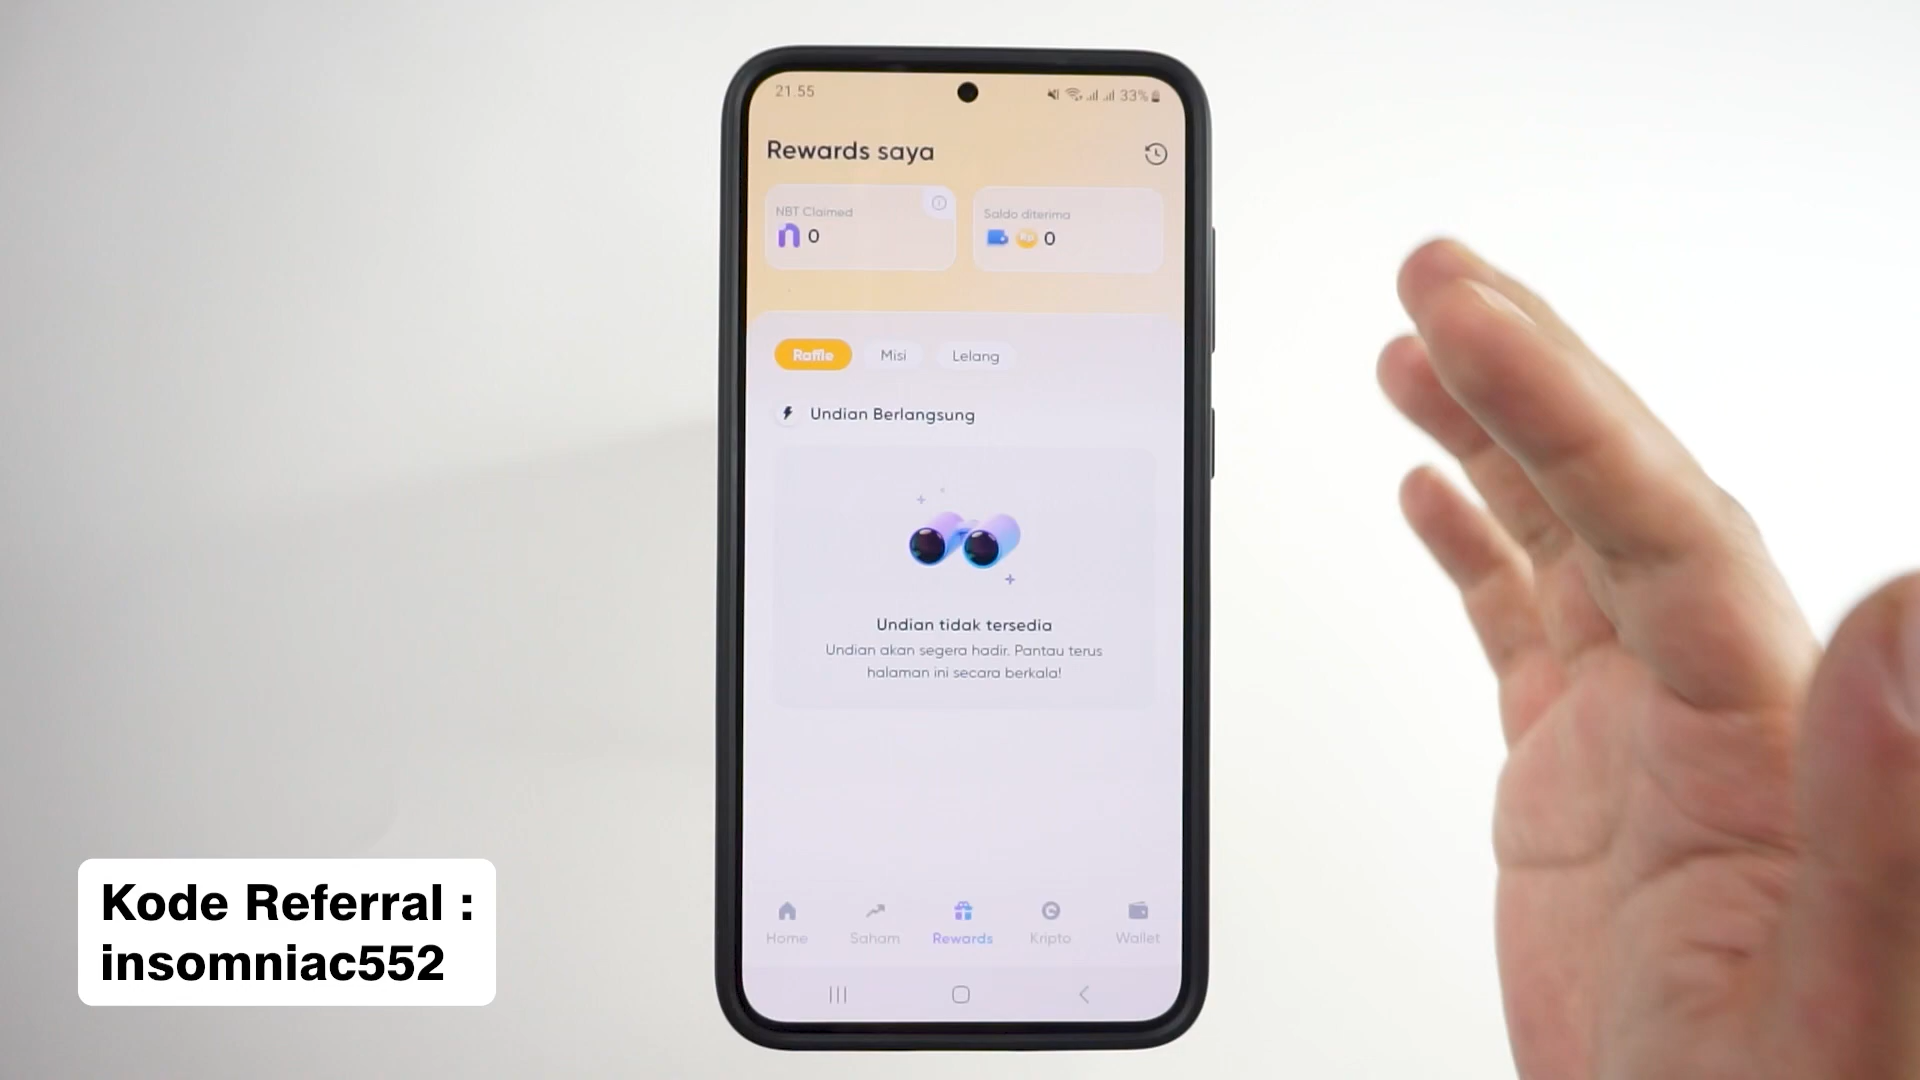 21.55
33%
Rewards saya
NBT Claimed
0
Saldo diterima
Rp 0
Raffle
Misi
Lelang
Undian Berlangsung
Undian tidak tersedia
Undian akan segera hadir. Pantau terus
halaman ini secara berkala!
Home
Saham
Rewards
Kripto
Wallet
Kode Referral :
insomniac552